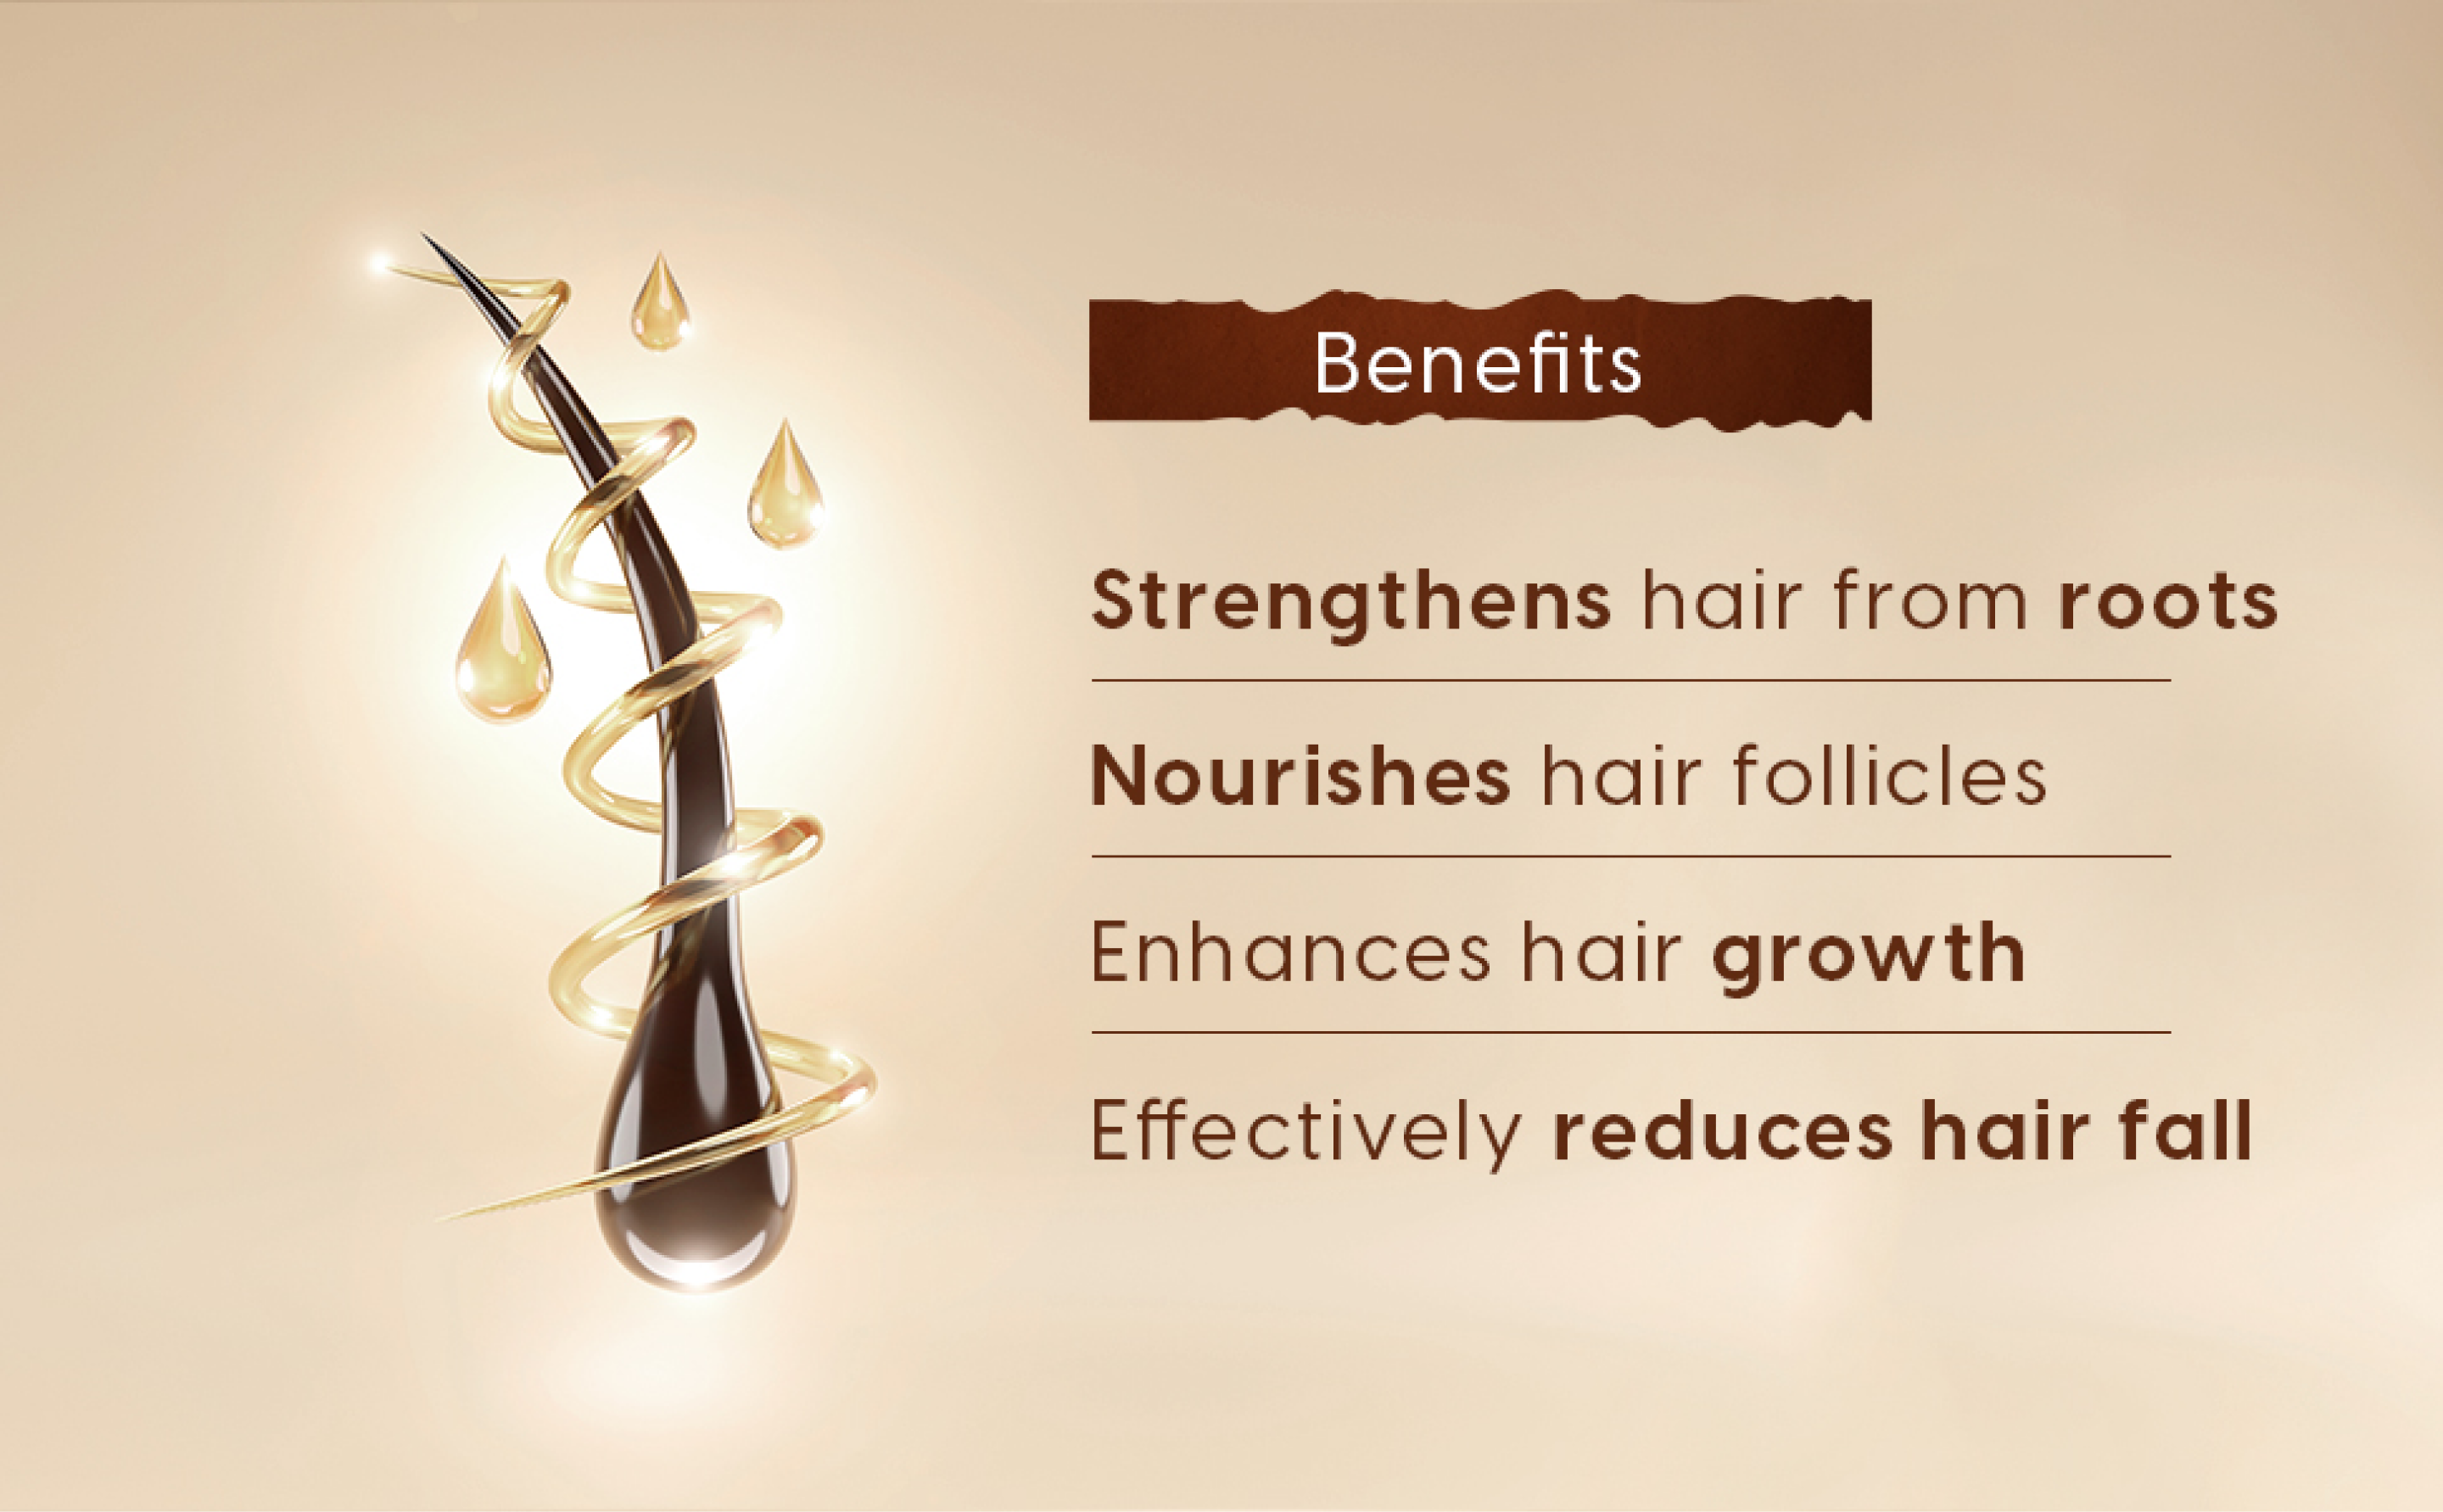 Benefits
Strengthens hair from roots
Nourishes hair follicles
Enhances hair growth
Effectively reduces hair fall